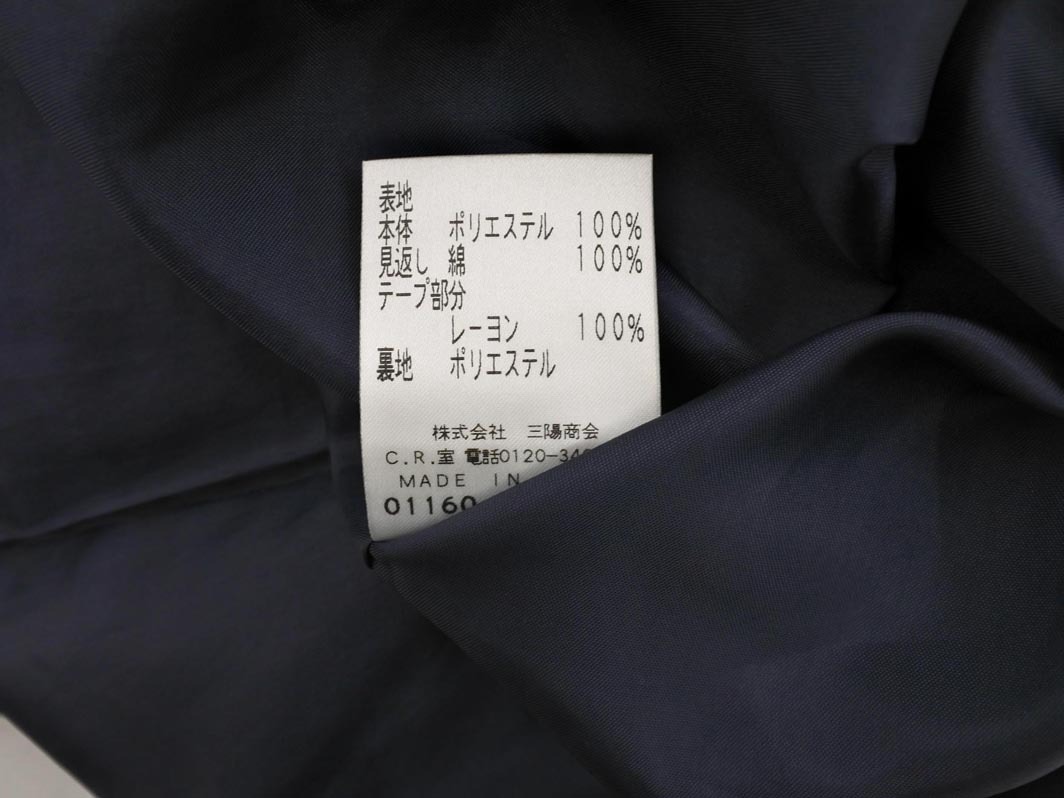 表地
本体 ポリエステル 100%
見返し 綿 100%
テープ部分
レーヨン 100%
裏地 ポリエステル
株式会社 三陽商会
C.R.室 電話0120-34
MADE IN
01160